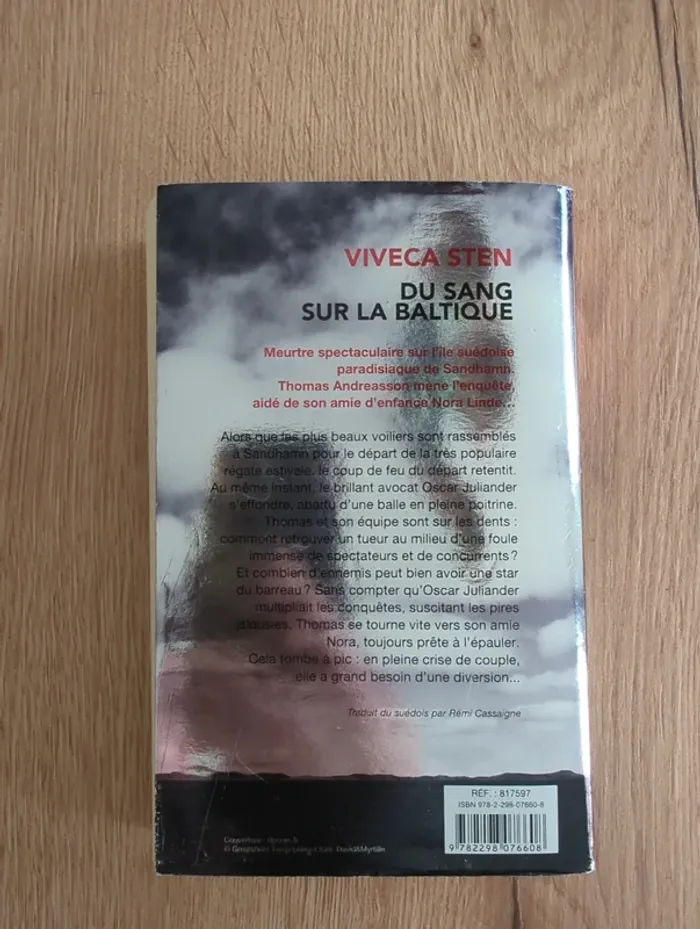 VIVECA STEN
DU SANG
SUR LA BALTIQUE
Meurtre spectaculaire sur l'île suédoise
paradisiaque de Sandhamn.
Thomas Andreasson mène l'enquête,
aidé de son amie d'enfance Nora Linde...
Alors que les plus beaux voiliers sont rassemblés
à Sandhamn pour le départ de la très populaire
régate estivale, le coup de feu du départ retentit.
Au même instant, le brillant avocat Oscar Juliander
s'effondre, abattu d'une balle en pleine poitrine.
Thomas et son équipe sont sur les dents :
comment retrouver un tueur au milieu d'une foule
immense de spectateurs et de concurrents ?
Et combien d'ennemis peut bien avoir une star
du barreau ? Sans compter qu'Oscar Juliander
multipliait les conquêtes, suscitant les pires
jalousies. Thomas se tourne vite vers son amie
Nora, toujours prête à l'épauler.
Cela tombe à pic : en pleine crise de couple,
elle a grand besoin d'une diversion...
Traduit du suédois par Rémi Cassaigne
RÉF. : 817597
ISBN 978-2-298-07660-8
9 782298 076608
Couverture :
©